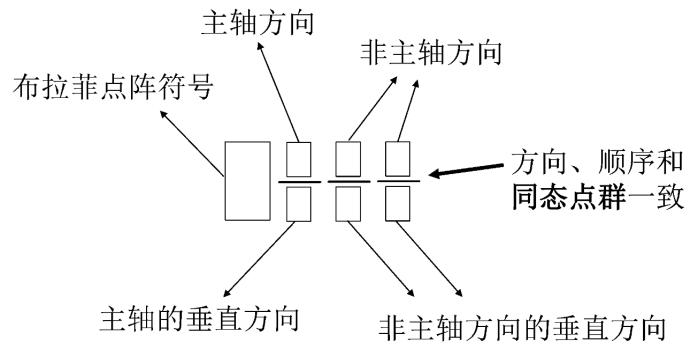 主轴方向
非主轴方向
布拉菲点阵符号
方向、顺序和
同态点群一致
主轴的垂直方向
非主轴方向的垂直方向